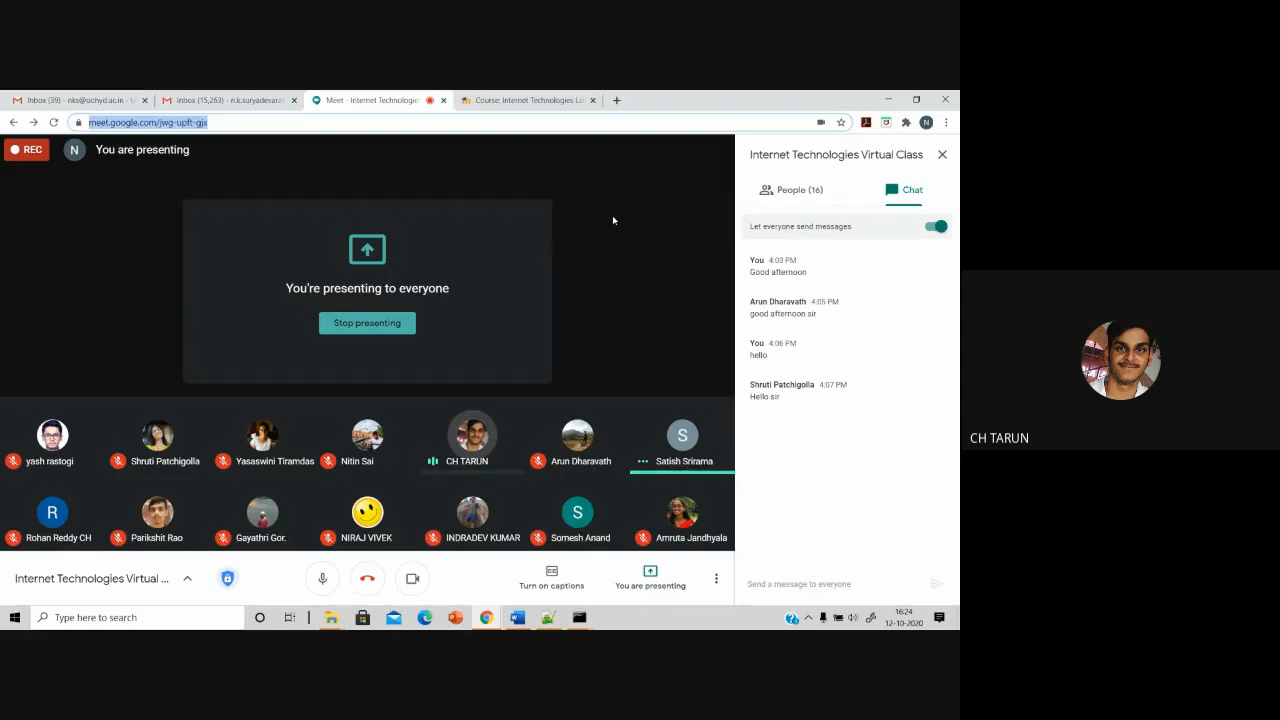 Inbox (39) - nks@uohyd.ac.in - U
Inbox (15,263) - n.k.suryadevara
Meet - Internet Technologies
Course: Internet Technologies La
meet.google.com/jwg-upft-gjx
N
REC
N
You are presenting
Internet Technologies Virtual Class
People (16)
Chat
Let everyone send messages
You 4:03 PM
Good afternoon
Arun Dharavath 4:05 PM
good afternoon sir
You 4:06 PM
hello
Shruti Patchigolla 4:07 PM
Hello sir
You're presenting to everyone
Stop presenting
yash rastogi
Shruti Patchigolla
Yasaswini Tiramdas
Nitin Sai
CH TARUN
Arun Dharavath
S
Satish Srirama
R
Rohan Reddy CH
Parikshit Rao
Gayathri Gor.
NIRAJ VIVEK
INDRADEV KUMAR
S
Somesh Anand
Amruta Jandhyala
Internet Technologies Virtual ...
Turn on captions
You are presenting
Send a message to everyone
Type here to search
16:24
12-10-2020
CH TARUN